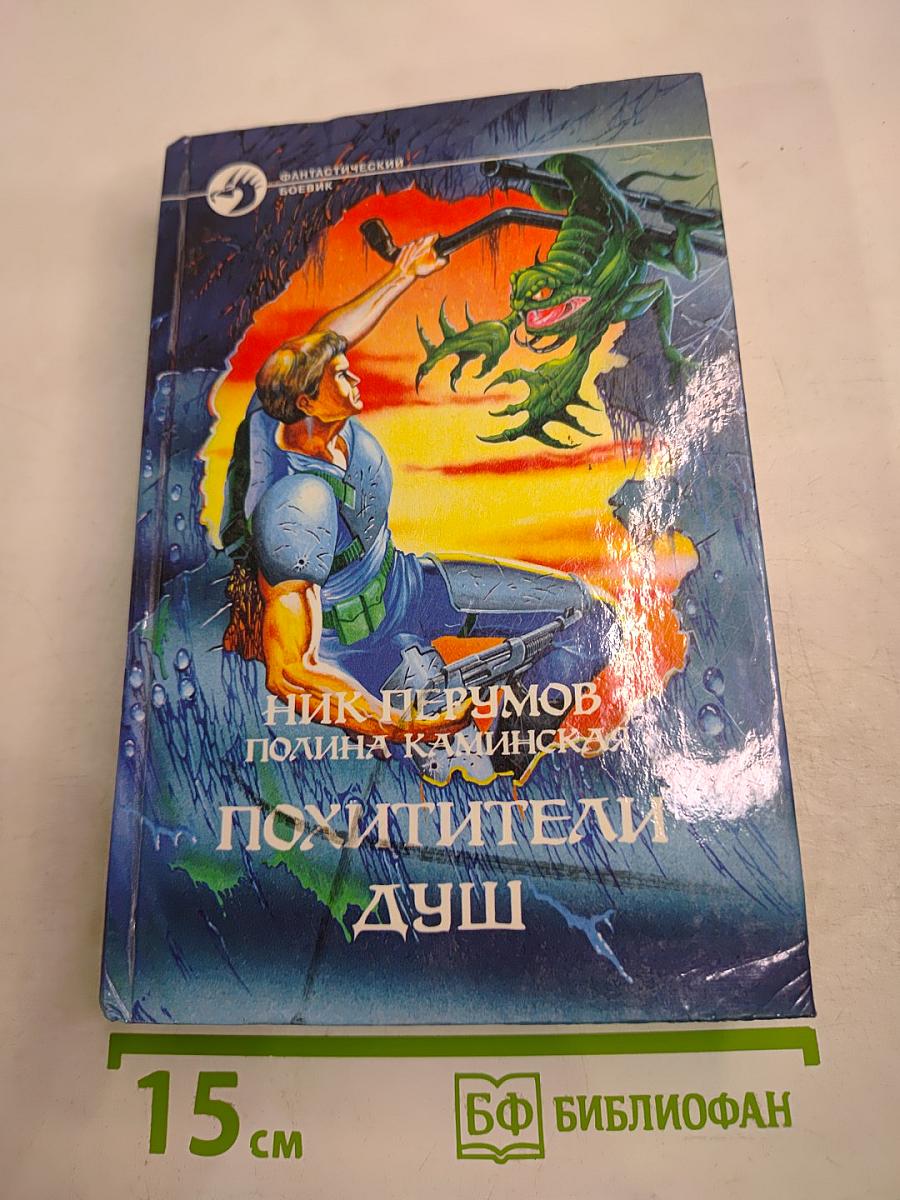 ФАНТАСТИЧЕСКИЙ
БОЕВИК
НИК ПЕРУМОВ
ПОЛИНА КАМИНСКАЯ
ПОХИТИТЕЛИ
ДУШ
15 см
БФ БИБЛИОФАН